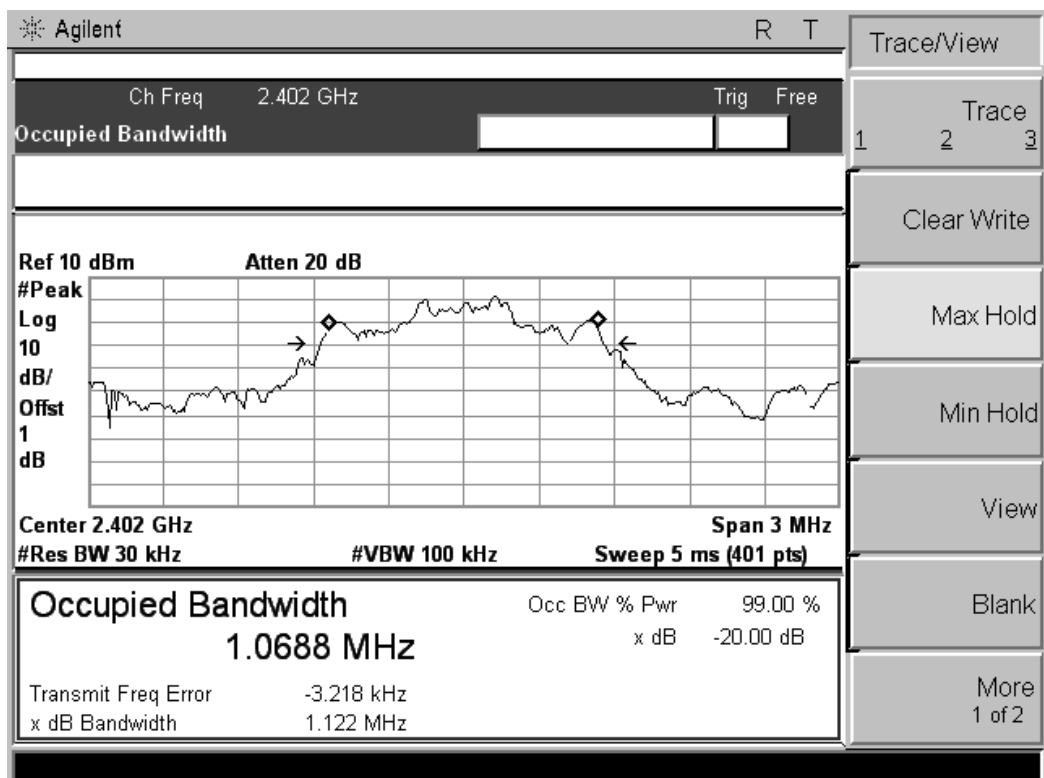 Agilent R T
Ch Freq 2.402 GHz Trig Free
Occupied Bandwidth
Ref 10 dBm Atten 20 dB
#Peak
Log
10
dB/
Offst
1
dB
Center 2.402 GHz Span 3 MHz
#Res BW 30 kHz #VBW 100 kHz Sweep 5 ms (401 pts)
Occupied Bandwidth Occ BW % Pwr 99.00 %
1.0688 MHz x dB -20.00 dB
Transmit Freq Error -3.218 kHz
x dB Bandwidth 1.122 MHz
Trace/View
Trace
1 2 3
Clear Write
Max Hold
Min Hold
View
Blank
More
1 of 2